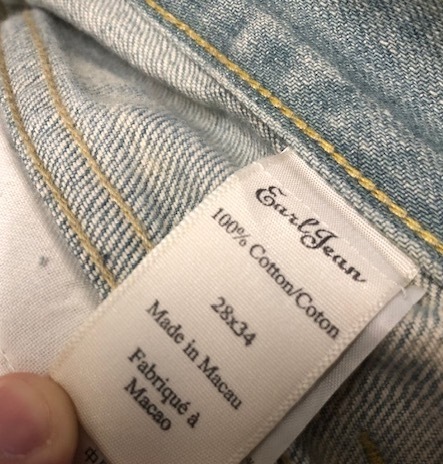 Earl Jean
100% Cotton/Coton
28x34
Made in Macau
Fabriqué à
Macao